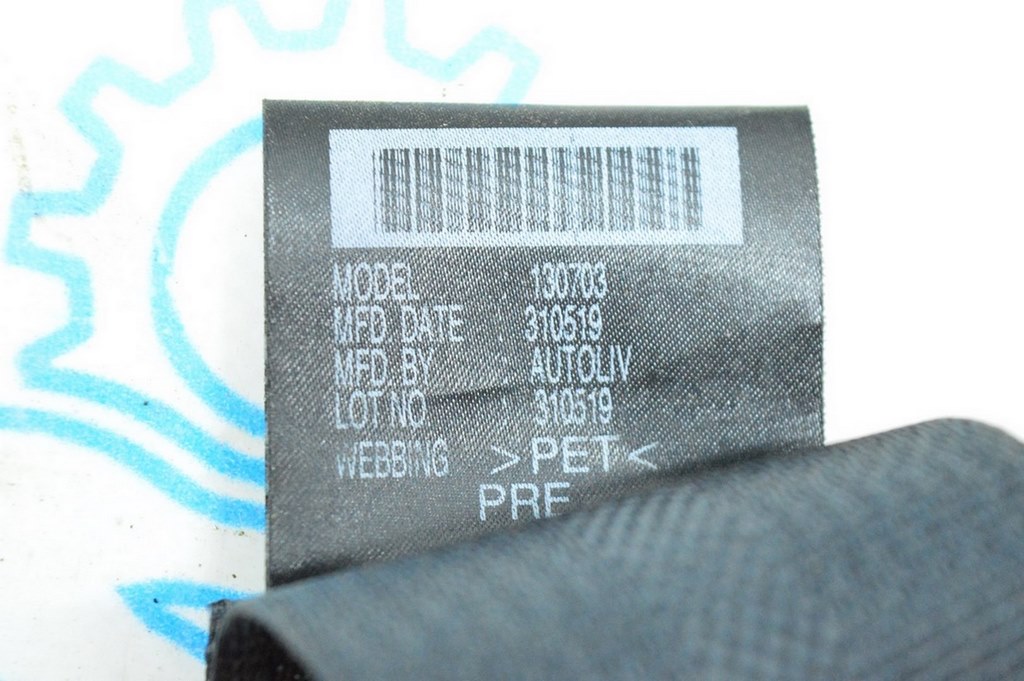 MODEL : 130703
MFD. DATE : 310519
MFD. BY : AUTOLIV
LOT NO : 310519
WEBBING >PET<
PRE